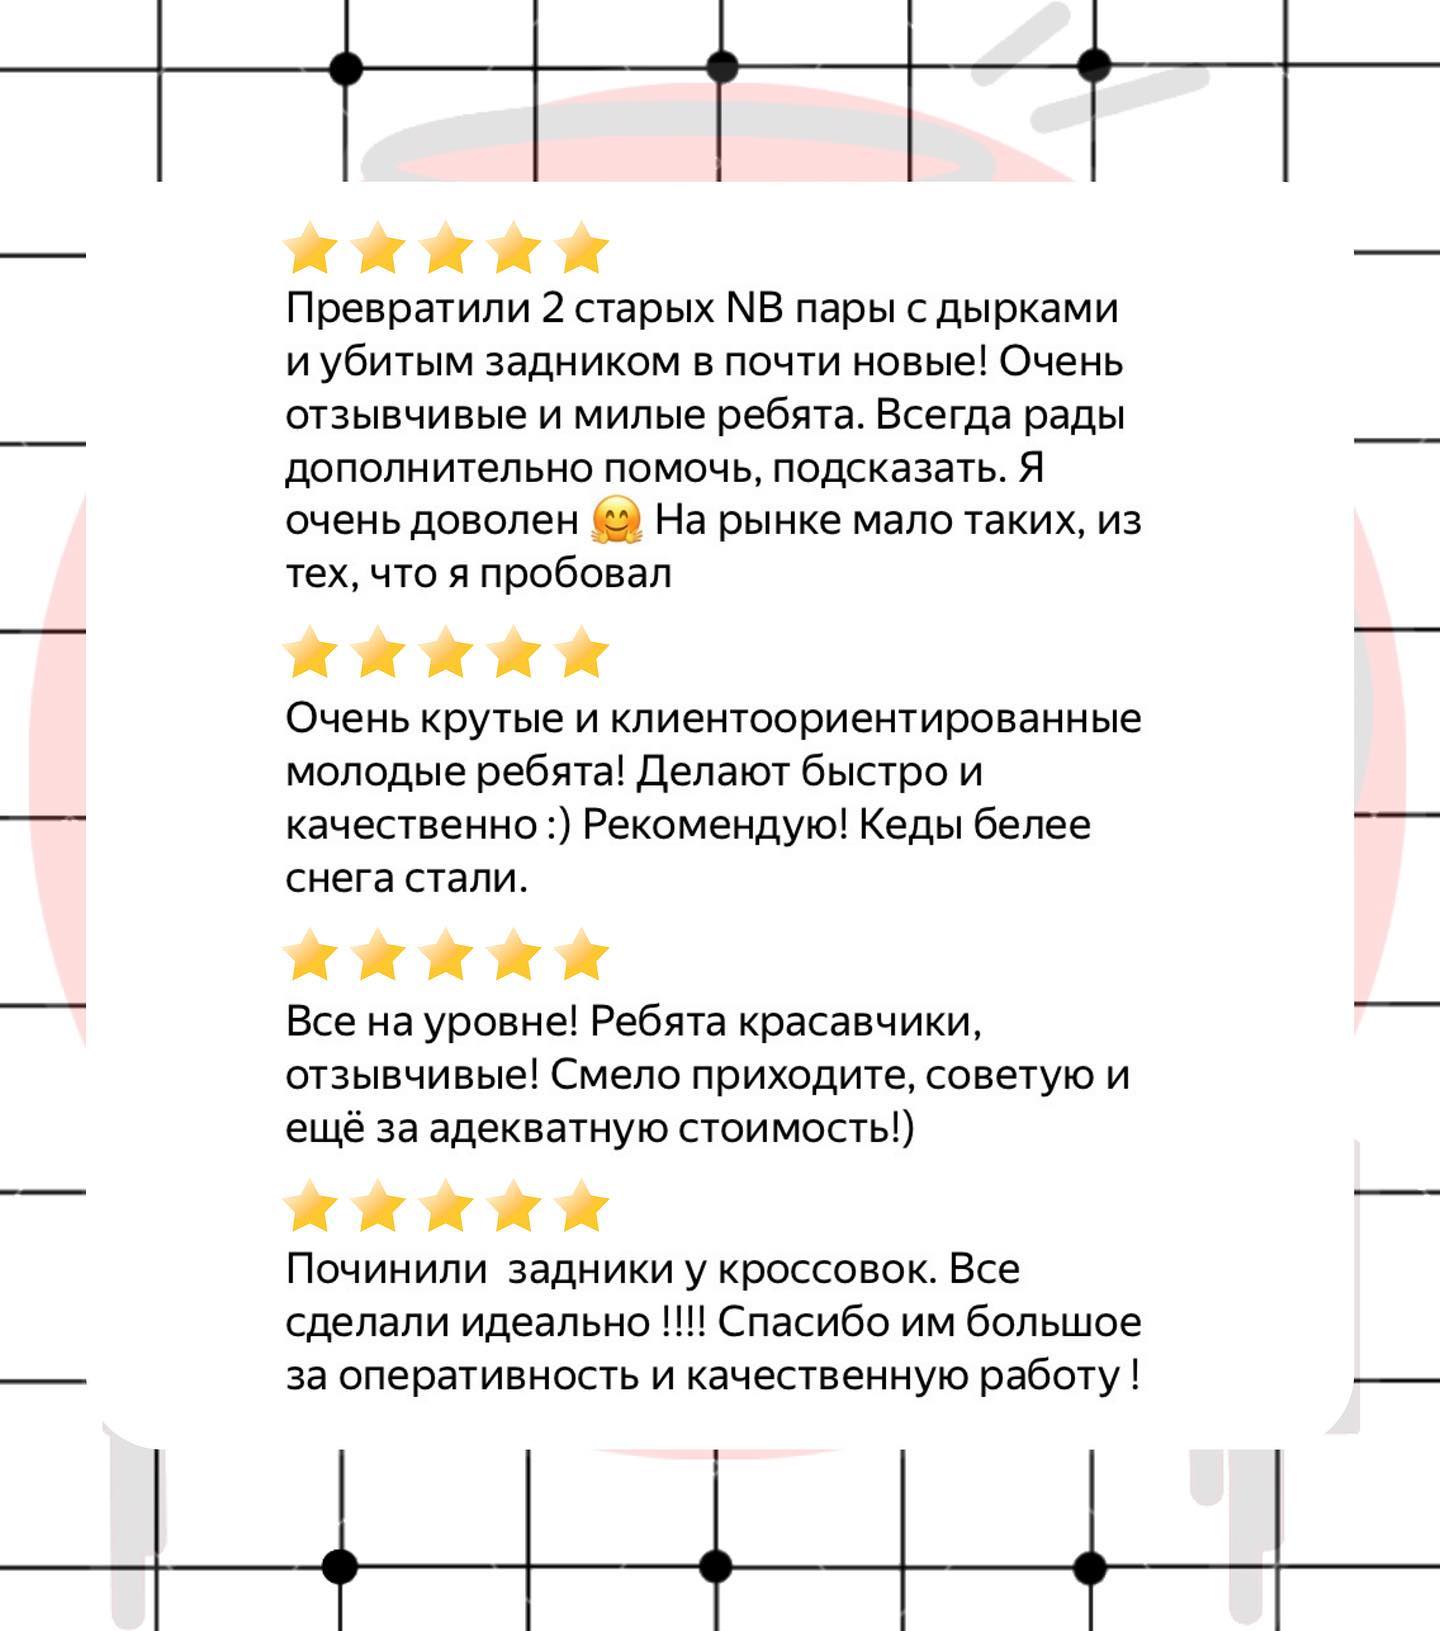 ⭐⭐⭐⭐⭐
Превратили 2 старых NB пары с дырками
и убитым задником в почти новые! Очень
отзывчивые и милые ребята. Всегда рады
дополнительно помочь, подсказать. Я
очень доволен 🤗 На рынке мало таких, из
тех, что я пробовал
⭐⭐⭐⭐⭐
Очень крутые и клиентоориентированные
молодые ребята! Делают быстро и
качественно :) Рекомендую! Кеды белее
снега стали.
⭐⭐⭐⭐⭐
Все на уровне! Ребята красавчики,
отзывчивые! Смело приходите, советую и
ещё за адекватную стоимость!)
⭐⭐⭐⭐⭐
Починили  задники у кроссовок. Все
сделали идеально !!!! Спасибо им большое
за оперативность и качественную работу !